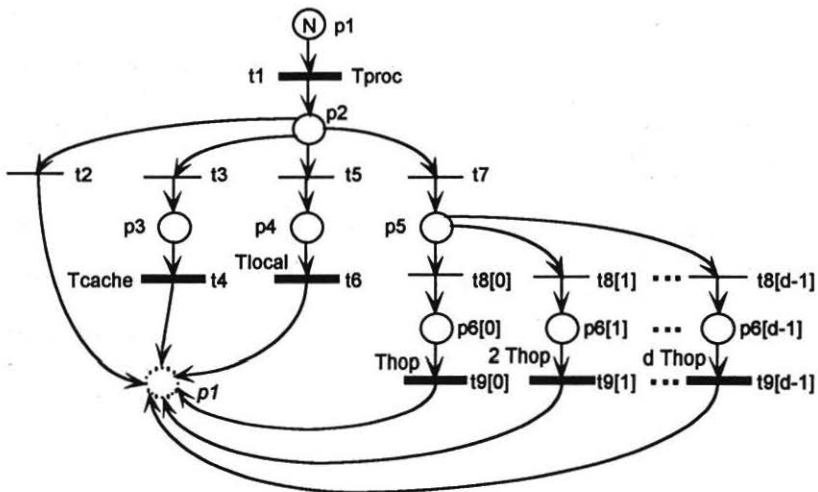 N p1
t1 Tproc
p2
t2 t3 t5 t7
p3 p4 p5
Tcache t4 Tlocal t6 t8[0] t8[1] t8[d-1]
p6[0] p6[1] p6[d-1]
Thop 2 Thop d Thop
p1 t9[0] t9[1] t9[d-1]